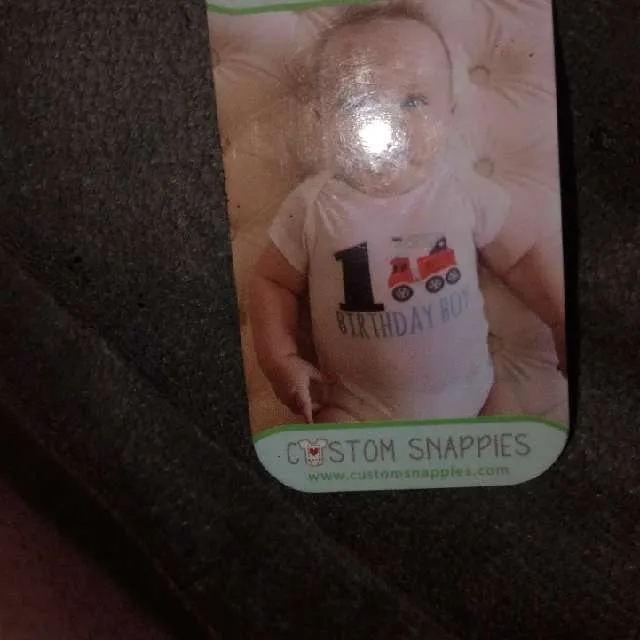 1
BIRTHDAY BOY
CUSTOM SNAPPIES
www.customsnappies.com